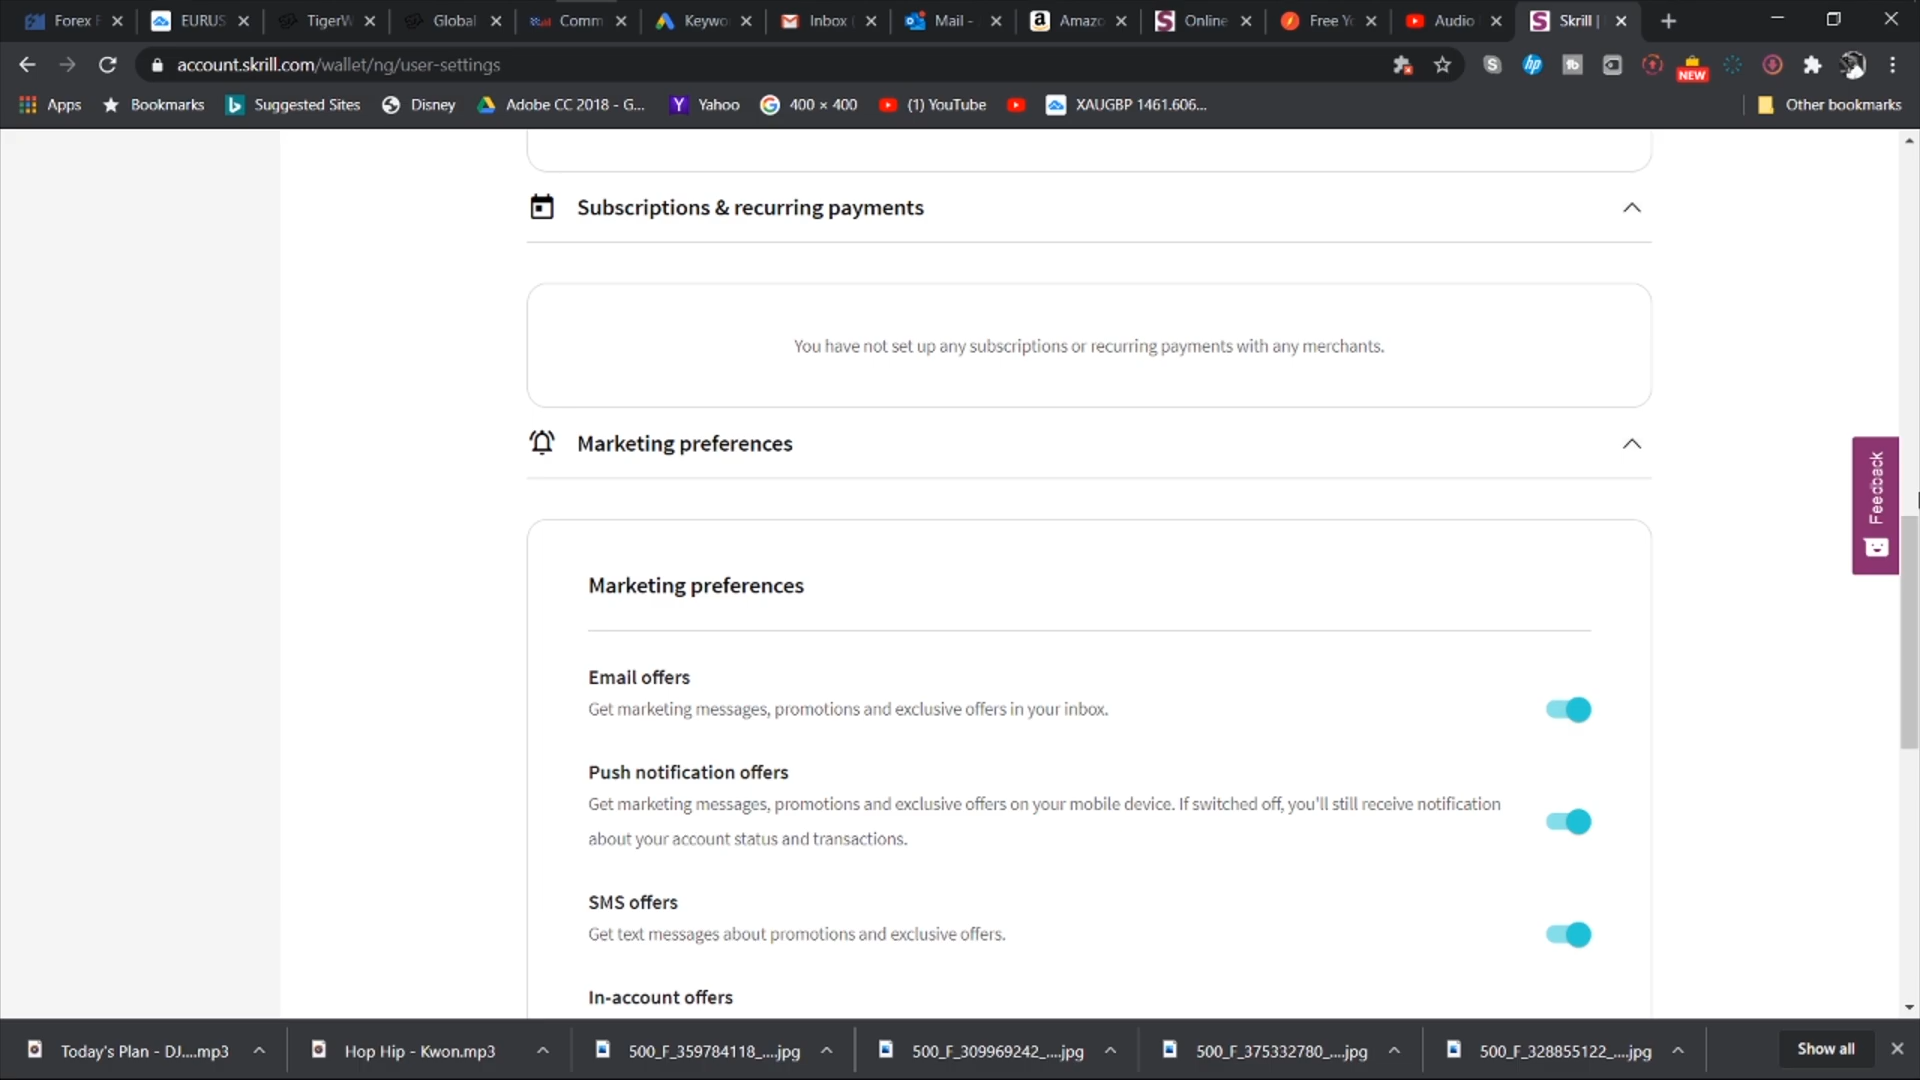 Forex F
EURUS
TigerW
Global
Comm
Keywo
Inbox
Mail -
Amazo
Online
Free Yo
Audio
Skrill |
account.skrill.com/wallet/ng/user-settings
NEW
Apps
Bookmarks
Suggested Sites
Disney
Adobe CC 2018 - G...
Yahoo
400 × 400
(1) YouTube
XAUGBP 1461.606...
Other bookmarks
Subscriptions & recurring payments
You have not set up any subscriptions or recurring payments with any merchants.
Marketing preferences
Feedback
Marketing preferences
Email offers
Get marketing messages, promotions and exclusive offers in your inbox.
Push notification offers
Get marketing messages, promotions and exclusive offers on your mobile device. If switched off, you'll still receive notification
about your account status and transactions.
SMS offers
Get text messages about promotions and exclusive offers.
In-account offers
Today's Plan - DJ....mp3
Hop Hip - Kwon.mp3
500_F_359784118_....jpg
500_F_309969242_....jpg
500_F_375332780_....jpg
500_F_328855122_....jpg
Show all